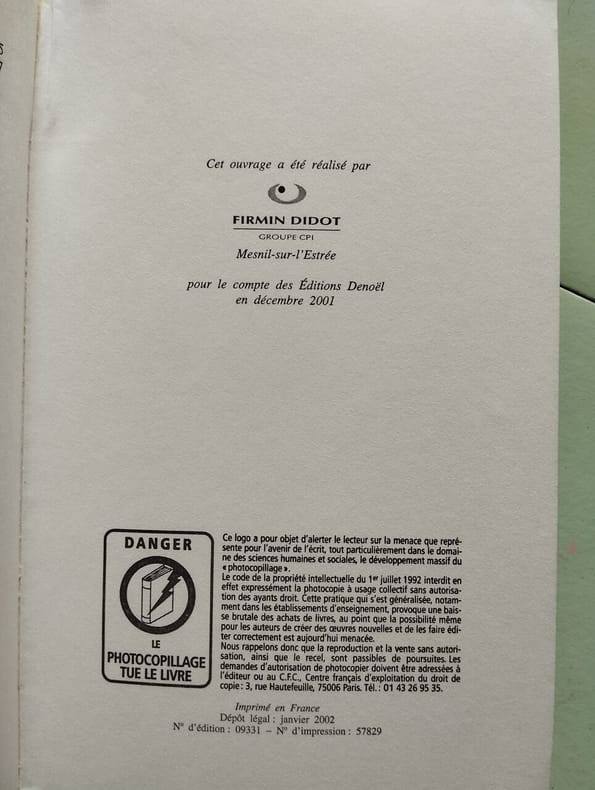 Cet ouvrage a été réalisé par
FIRMIN DIDOT
GROUPE CPI
Mesnil-sur-l'Estrée
pour le compte des Éditions Denoël
en décembre 2001
DANGER
LE
PHOTOCOPILLAGE
TUE LE LIVRE
Ce logo a pour objet d'alerter le lecteur sur la menace que repré-
sente pour l'avenir de l'écrit, tout particulièrement dans le domai-
ne des sciences humaines et sociales, le développement massif du
« photocopillage ».
Le code de la propriété intellectuelle du 1er juillet 1992 interdit en
effet expressément la photocopie à usage collectif sans autorisa-
tion des ayants droit. Cette pratique qui s'est généralisée, notam-
ment dans les établissements d'enseignement, provoque une bais-
se brutale des achats de livres, au point que la possibilité même
pour les auteurs de créer des œuvres nouvelles et de les faire édi-
ter correctement est aujourd'hui menacée.
Nous rappelons donc que la reproduction et la vente sans autori-
sation, ainsi que le recel, sont passibles de poursuites. Les
demandes d'autorisation de photocopier doivent être adressées à
l'éditeur ou au C.F.C., Centre français d'exploitation du droit de
copie : 3, rue Hautefeuille, 75006 Paris. Tél. : 01 43 26 95 35.
Imprimé en France
Dépôt légal : janvier 2002
N° d'édition : 09331 – N° d'impression : 57829